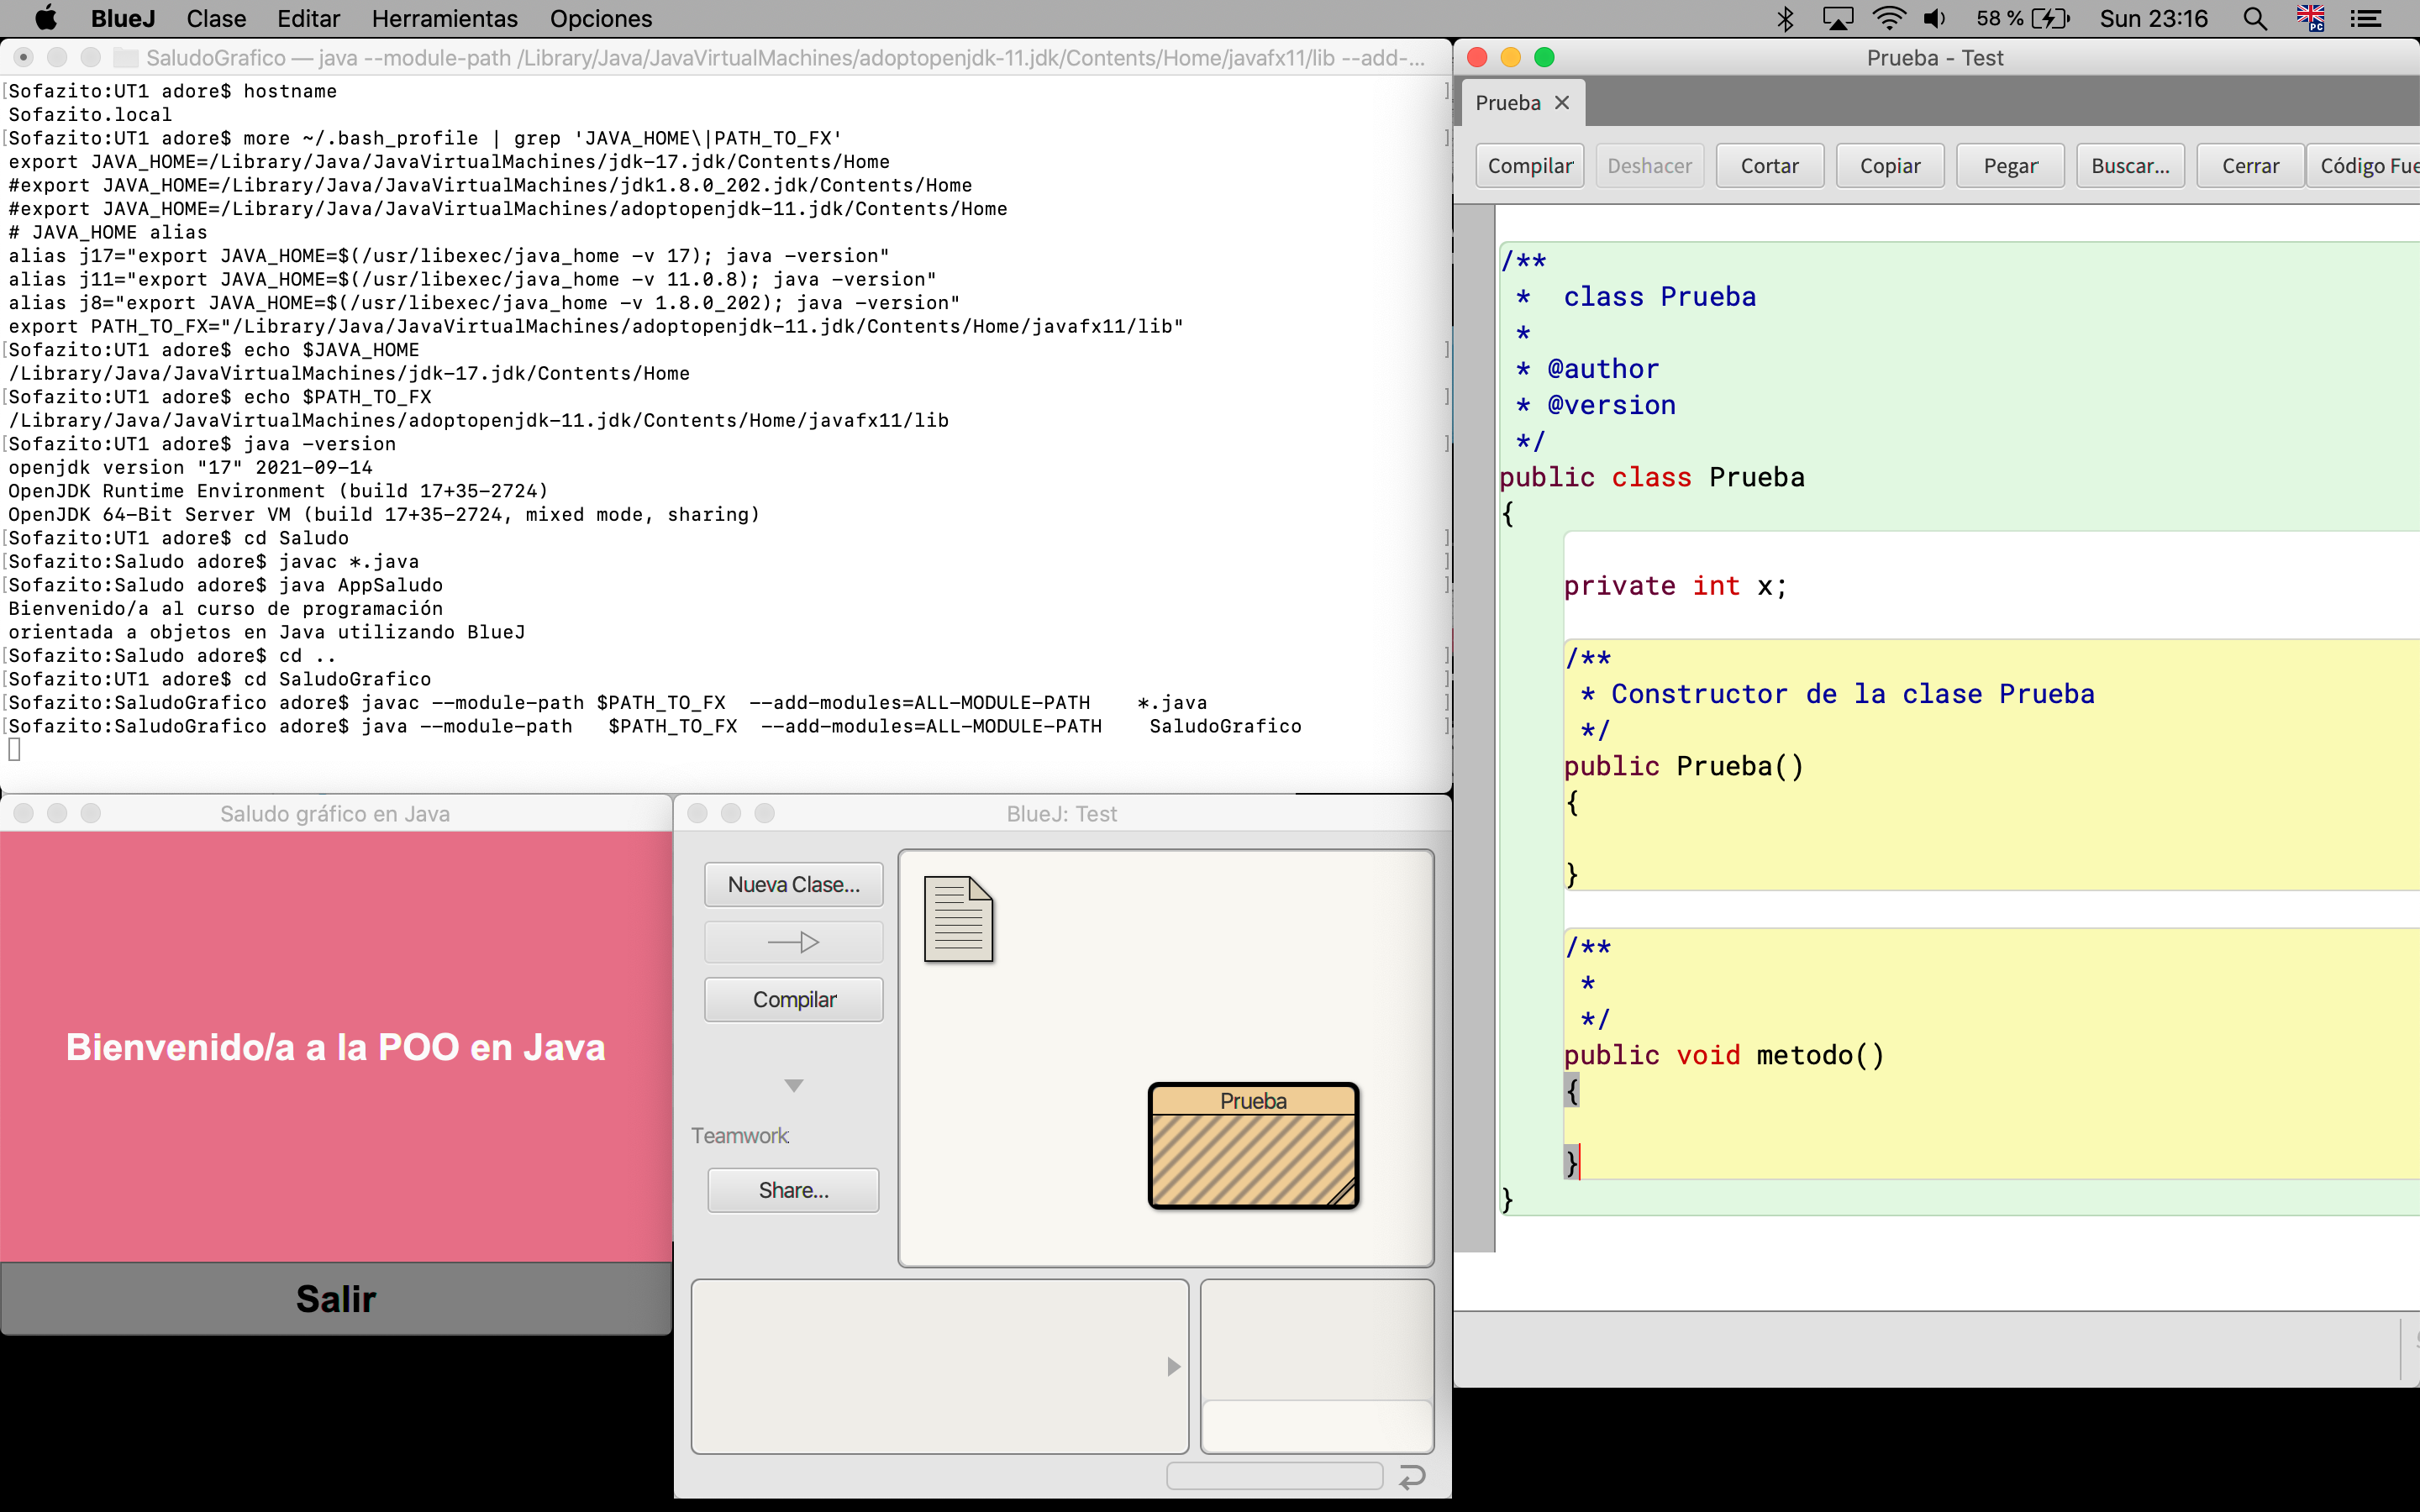 BlueJ Clase Editar Herramientas Opciones 58 % Sun 23:16
PC
SaludoGrafico — java --module-path /Library/Java/JavaVirtualMachines/adoptopenjdk-11.jdk/Contents/Home/javafx11/lib --add-...
[Sofazito:UT1 adore$ hostname ]
Sofazito.local
[Sofazito:UT1 adore$ more ~/.bash_profile | grep 'JAVA_HOME\|PATH_TO_FX' ]
export JAVA_HOME=/Library/Java/JavaVirtualMachines/jdk-17.jdk/Contents/Home
#export JAVA_HOME=/Library/Java/JavaVirtualMachines/jdk1.8.0_202.jdk/Contents/Home
#export JAVA_HOME=/Library/Java/JavaVirtualMachines/adoptopenjdk-11.jdk/Contents/Home
# JAVA_HOME alias
alias j17="export JAVA_HOME=$(/usr/libexec/java_home -v 17); java -version"
alias j11="export JAVA_HOME=$(/usr/libexec/java_home -v 11.0.8); java -version"
alias j8="export JAVA_HOME=$(/usr/libexec/java_home -v 1.8.0_202); java -version"
export PATH_TO_FX="/Library/Java/JavaVirtualMachines/adoptopenjdk-11.jdk/Contents/Home/javafx11/lib"
[Sofazito:UT1 adore$ echo $JAVA_HOME ]
/Library/Java/JavaVirtualMachines/jdk-17.jdk/Contents/Home
[Sofazito:UT1 adore$ echo $PATH_TO_FX ]
/Library/Java/JavaVirtualMachines/adoptopenjdk-11.jdk/Contents/Home/javafx11/lib
[Sofazito:UT1 adore$ java -version ]
openjdk version "17" 2021-09-14
OpenJDK Runtime Environment (build 17+35-2724)
OpenJDK 64-Bit Server VM (build 17+35-2724, mixed mode, sharing)
[Sofazito:UT1 adore$ cd Saludo ]
[Sofazito:Saludo adore$ javac *.java ]
[Sofazito:Saludo adore$ java AppSaludo ]
Bienvenido/a al curso de programación
orientada a objetos en Java utilizando BlueJ
[Sofazito:Saludo adore$ cd .. ]
[Sofazito:UT1 adore$ cd SaludoGrafico ]
[Sofazito:SaludoGrafico adore$ javac --module-path $PATH_TO_FX --add-modules=ALL-MODULE-PATH *.java ]
[Sofazito:SaludoGrafico adore$ java --module-path $PATH_TO_FX --add-modules=ALL-MODULE-PATH SaludoGrafico ]
Saludo gráfico en Java
Bienvenido/a a la POO en Java
Salir
BlueJ: Test
Nueva Clase...
Compilar
Teamwork
Share...
Prueba
Prueba - Test
Prueba
Compilar Deshacer Cortar Copiar Pegar Buscar... Cerrar Código Fue
/**
* class Prueba
*
* @author
* @version
*/
public class Prueba
{
private int x;
/**
* Constructor de la clase Prueba
*/
public Prueba()
{
}
/**
*
*/
public void metodo()
{
}
}